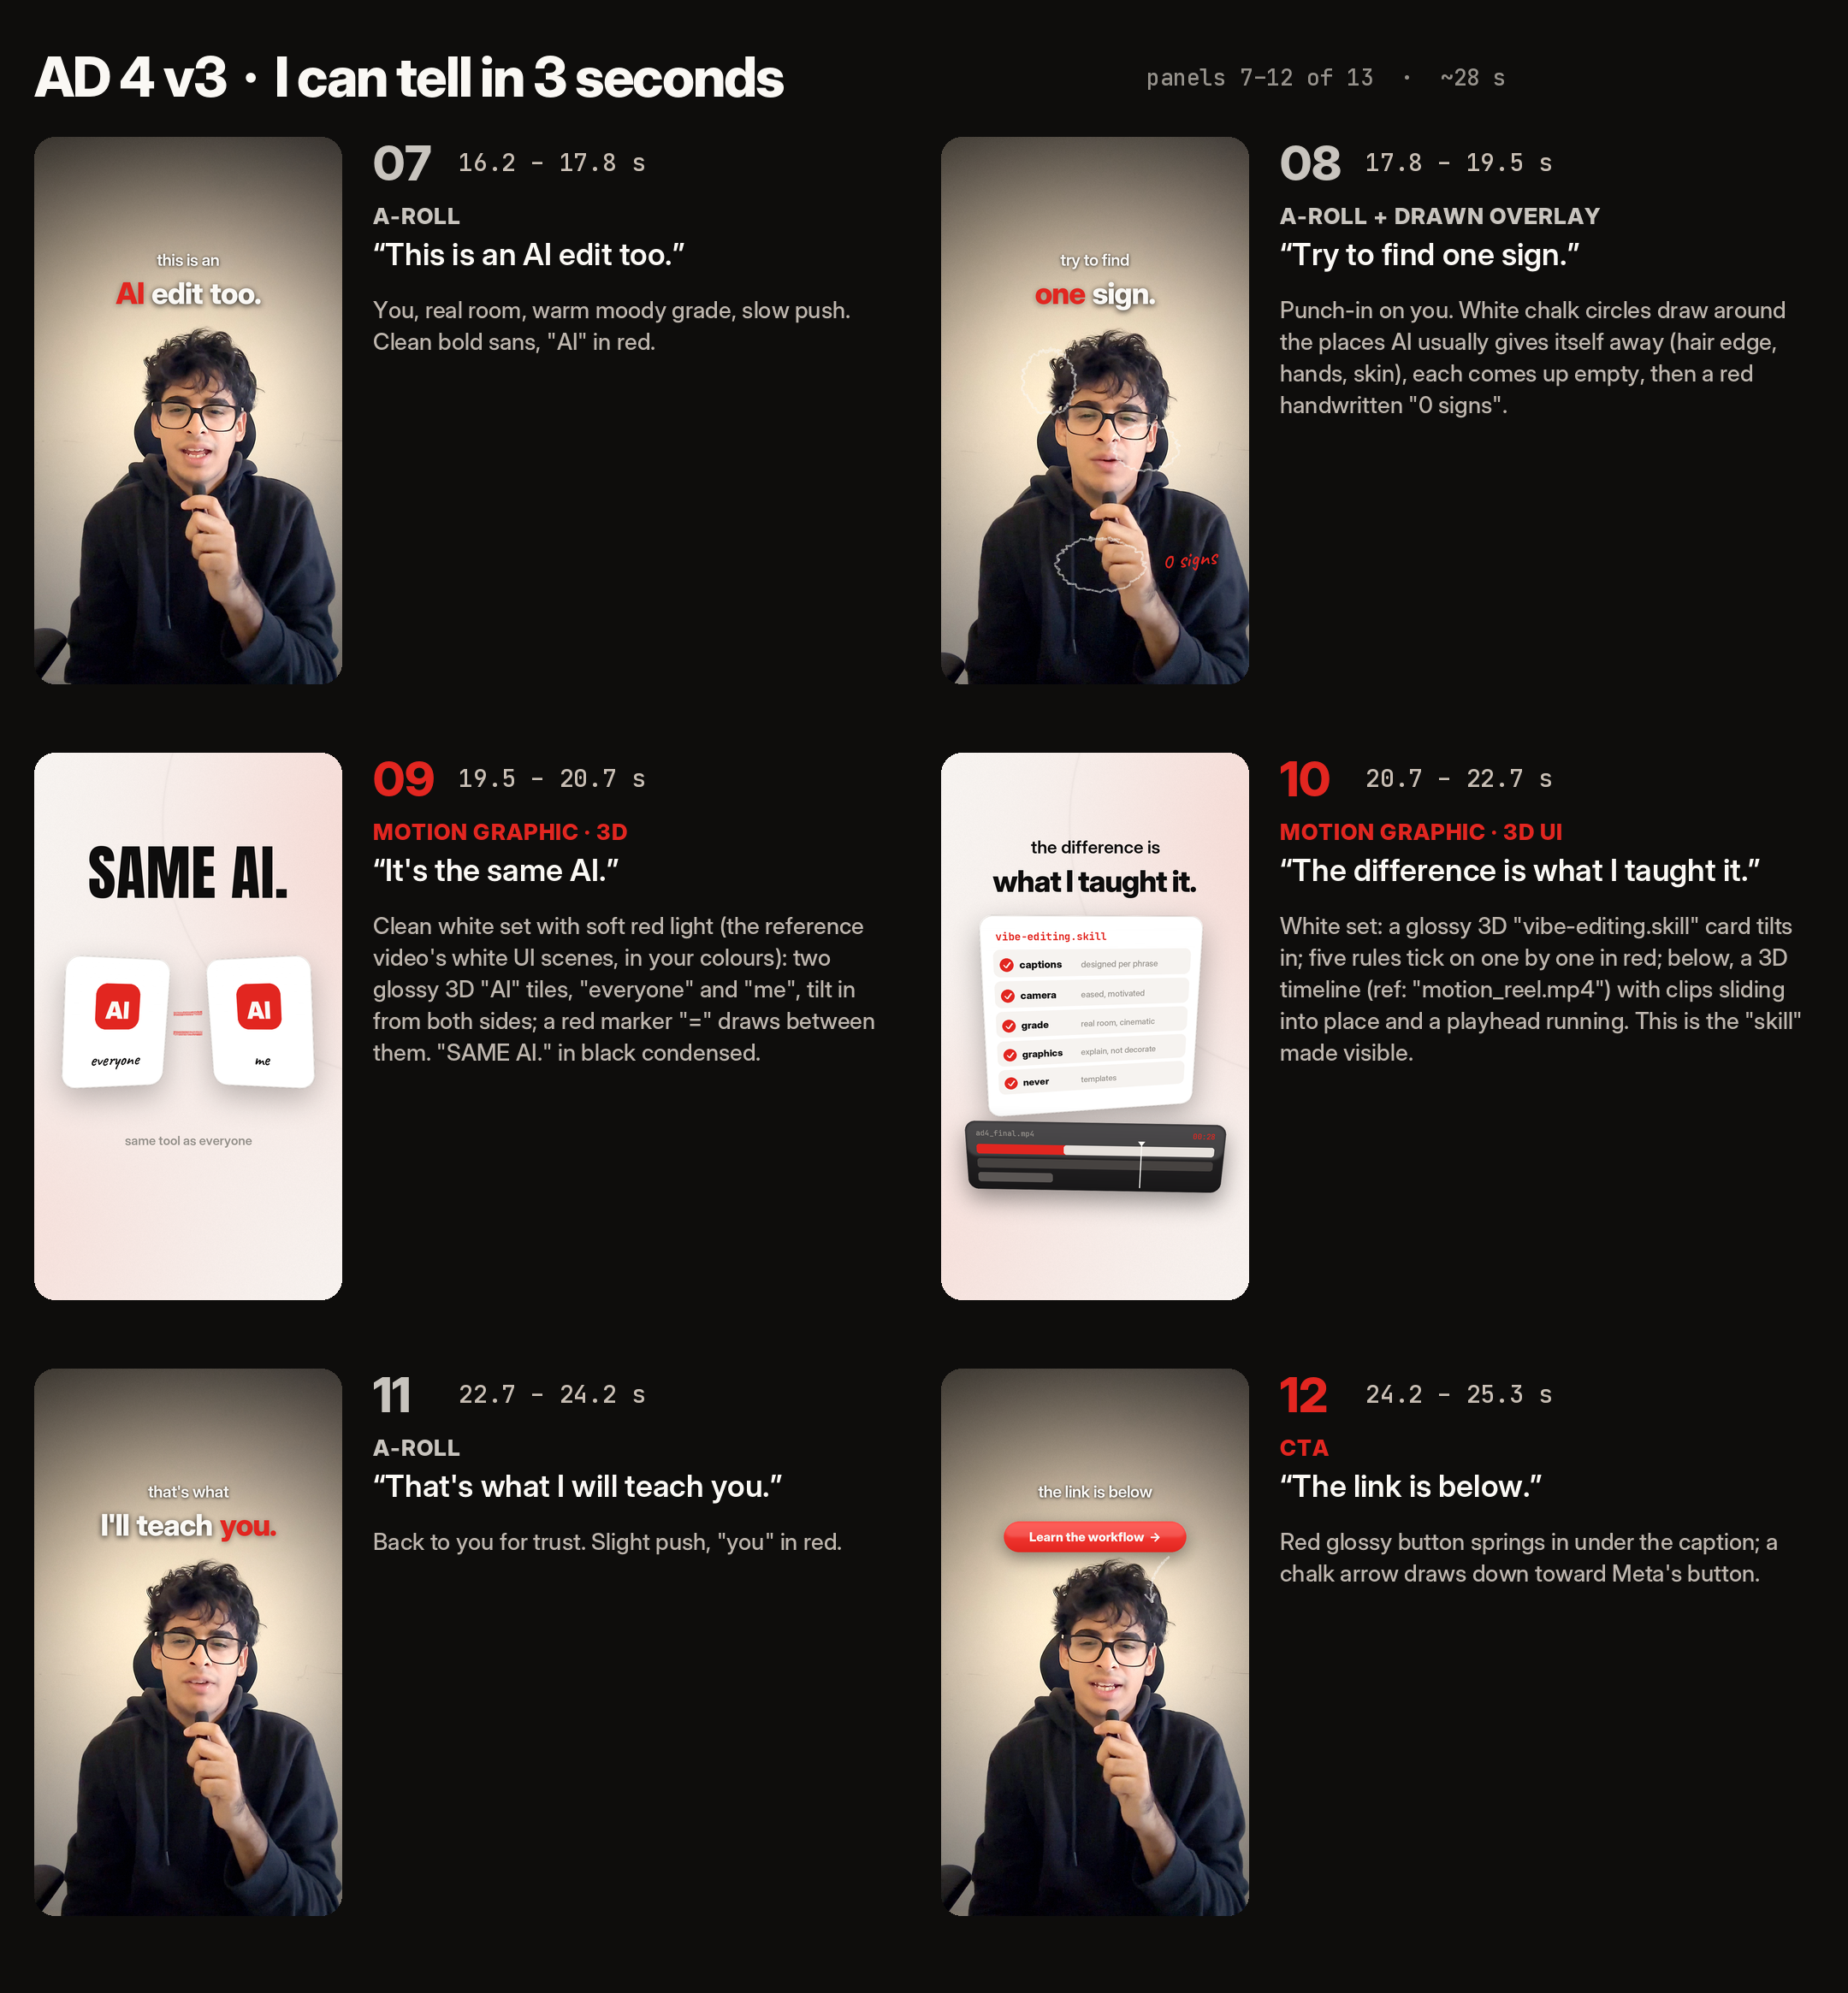 AD 4 v3 · I can tell in 3 seconds
panels 7–12 of 13 · ~28 s
this is an
AI edit too.
07 16.2 – 17.8 s
A-ROLL
“This is an AI edit too.”
You, real room, warm moody grade, slow push.
Clean bold sans, "AI" in red.
try to find
one sign.
0 signs
08 17.8 – 19.5 s
A-ROLL + DRAWN OVERLAY
“Try to find one sign.”
Punch-in on you. White chalk circles draw around
the places AI usually gives itself away (hair edge,
hands, skin), each comes up empty, then a red
handwritten "0 signs".
SAME AI.
AI
everyone
=
AI
me
same tool as everyone
09 19.5 – 20.7 s
MOTION GRAPHIC · 3D
“It's the same AI.”
Clean white set with soft red light (the reference
video's white UI scenes, in your colours): two
glossy 3D "AI" tiles, "everyone" and "me", tilt in
from both sides; a red marker "=" draws between
them. "SAME AI." in black condensed.
the difference is
what I taught it.
vibe-editing.skill
captions designed per phrase
camera eased, motivated
grade real room, cinematic
graphics explain, not decorate
never templates
ad4_final.mp4
10 20.7 – 22.7 s
MOTION GRAPHIC · 3D UI
“The difference is what I taught it.”
White set: a glossy 3D "vibe-editing.skill" card tilts
in; five rules tick on one by one in red; below, a 3D
timeline (ref: "motion_reel.mp4") with clips sliding
into place and a playhead running. This is the "skill"
made visible.
that's what
I'll teach you.
11 22.7 – 24.2 s
A-ROLL
“That's what I will teach you.”
Back to you for trust. Slight push, "you" in red.
the link is below
Learn the workflow →
12 24.2 – 25.3 s
CTA
“The link is below.”
Red glossy button springs in under the caption; a
chalk arrow draws down toward Meta's button.